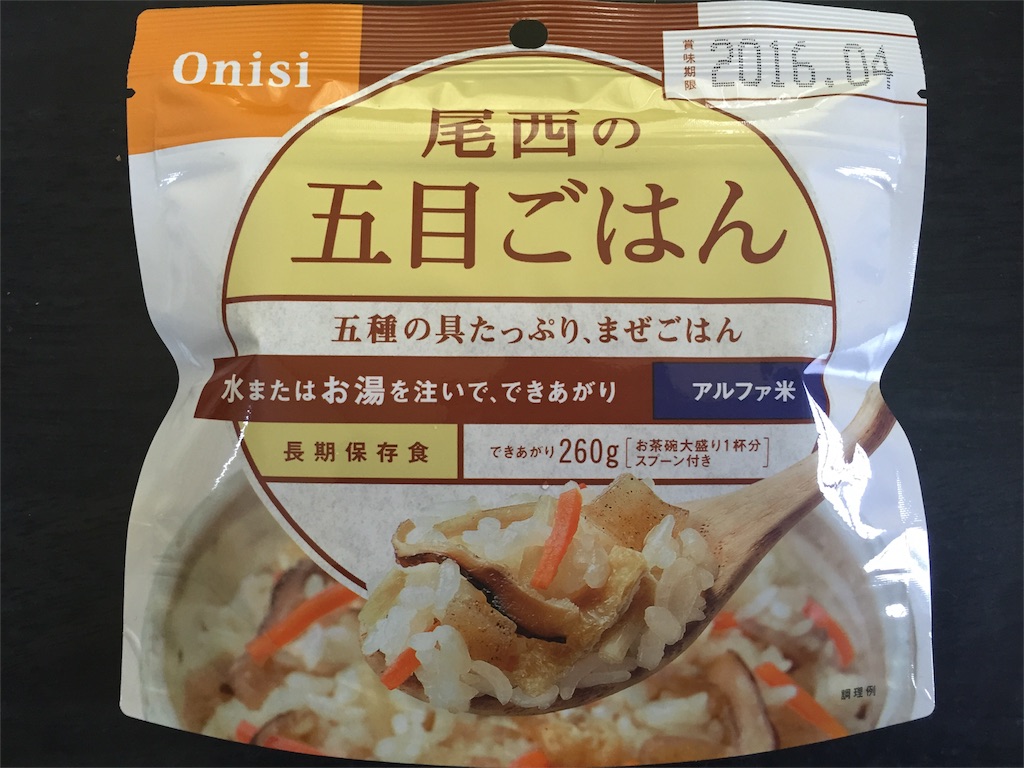 Onisi
賞味期限
2016.04
尾西の
五目ごはん
五種の具たっぷり、まぜごはん
水またはお湯を注いで、できあがり
アルファ米
長期保存食
できあがり260g
お茶碗大盛り1杯分
スプーン付き
調理例